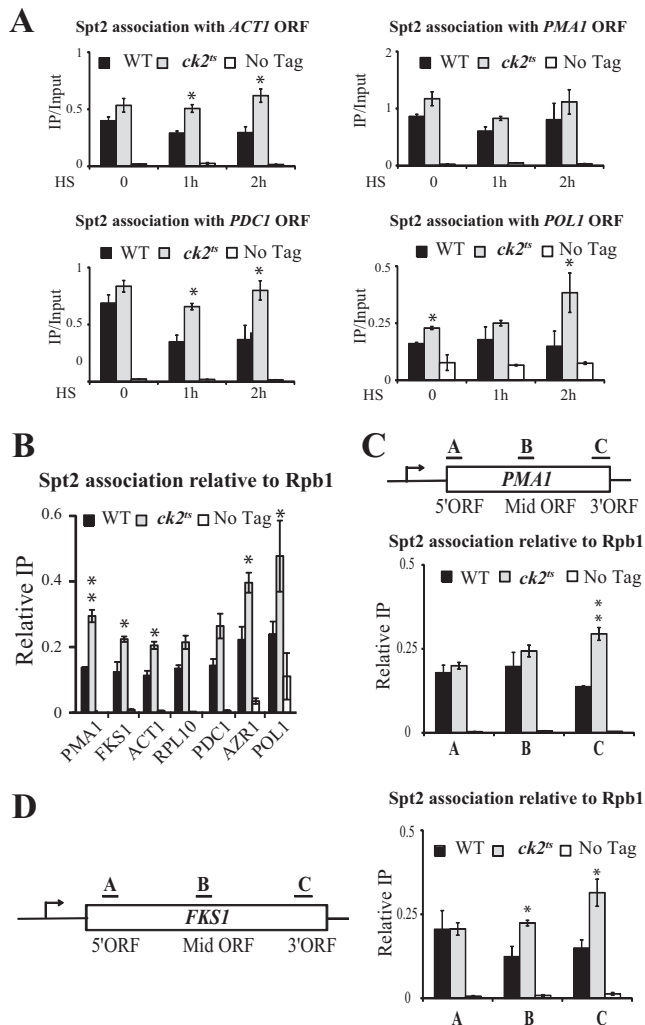 A
Spt2 association with ACT1 ORF
WT ck2ts No Tag
IP/Input
1
0.5
0
* *
HS 0 1h 2h
Spt2 association with PMA1 ORF
WT ck2ts No Tag
IP/Input
2
1
0
HS 0 1h 2h
Spt2 association with PDC1 ORF
WT ck2ts No Tag
IP/Input
1
0.5
0
* *
HS 0 1h 2h
Spt2 association with POL1 ORF
WT ck2ts No Tag
IP/Input
0.5
0.25
0
* *
HS 0 1h 2h
B
Spt2 association relative to Rpb1
WT ck2ts No Tag
Relative IP
0.6
0.4
0.2
0
** * * * *
PMA1 FKS1 ACT1 RPL10 PDC1 AZR1 POL1
C
A B C
PMA1
5'ORF Mid ORF 3'ORF
Spt2 association relative to Rpb1
WT ck2ts No Tag
Relative IP
0.5
0.25
0
**
A B C
D
A B C
FKS1
5'ORF Mid ORF 3'ORF
Spt2 association relative to Rpb1
WT ck2ts No Tag
Relative IP
0.5
0.25
0
* *
A B C